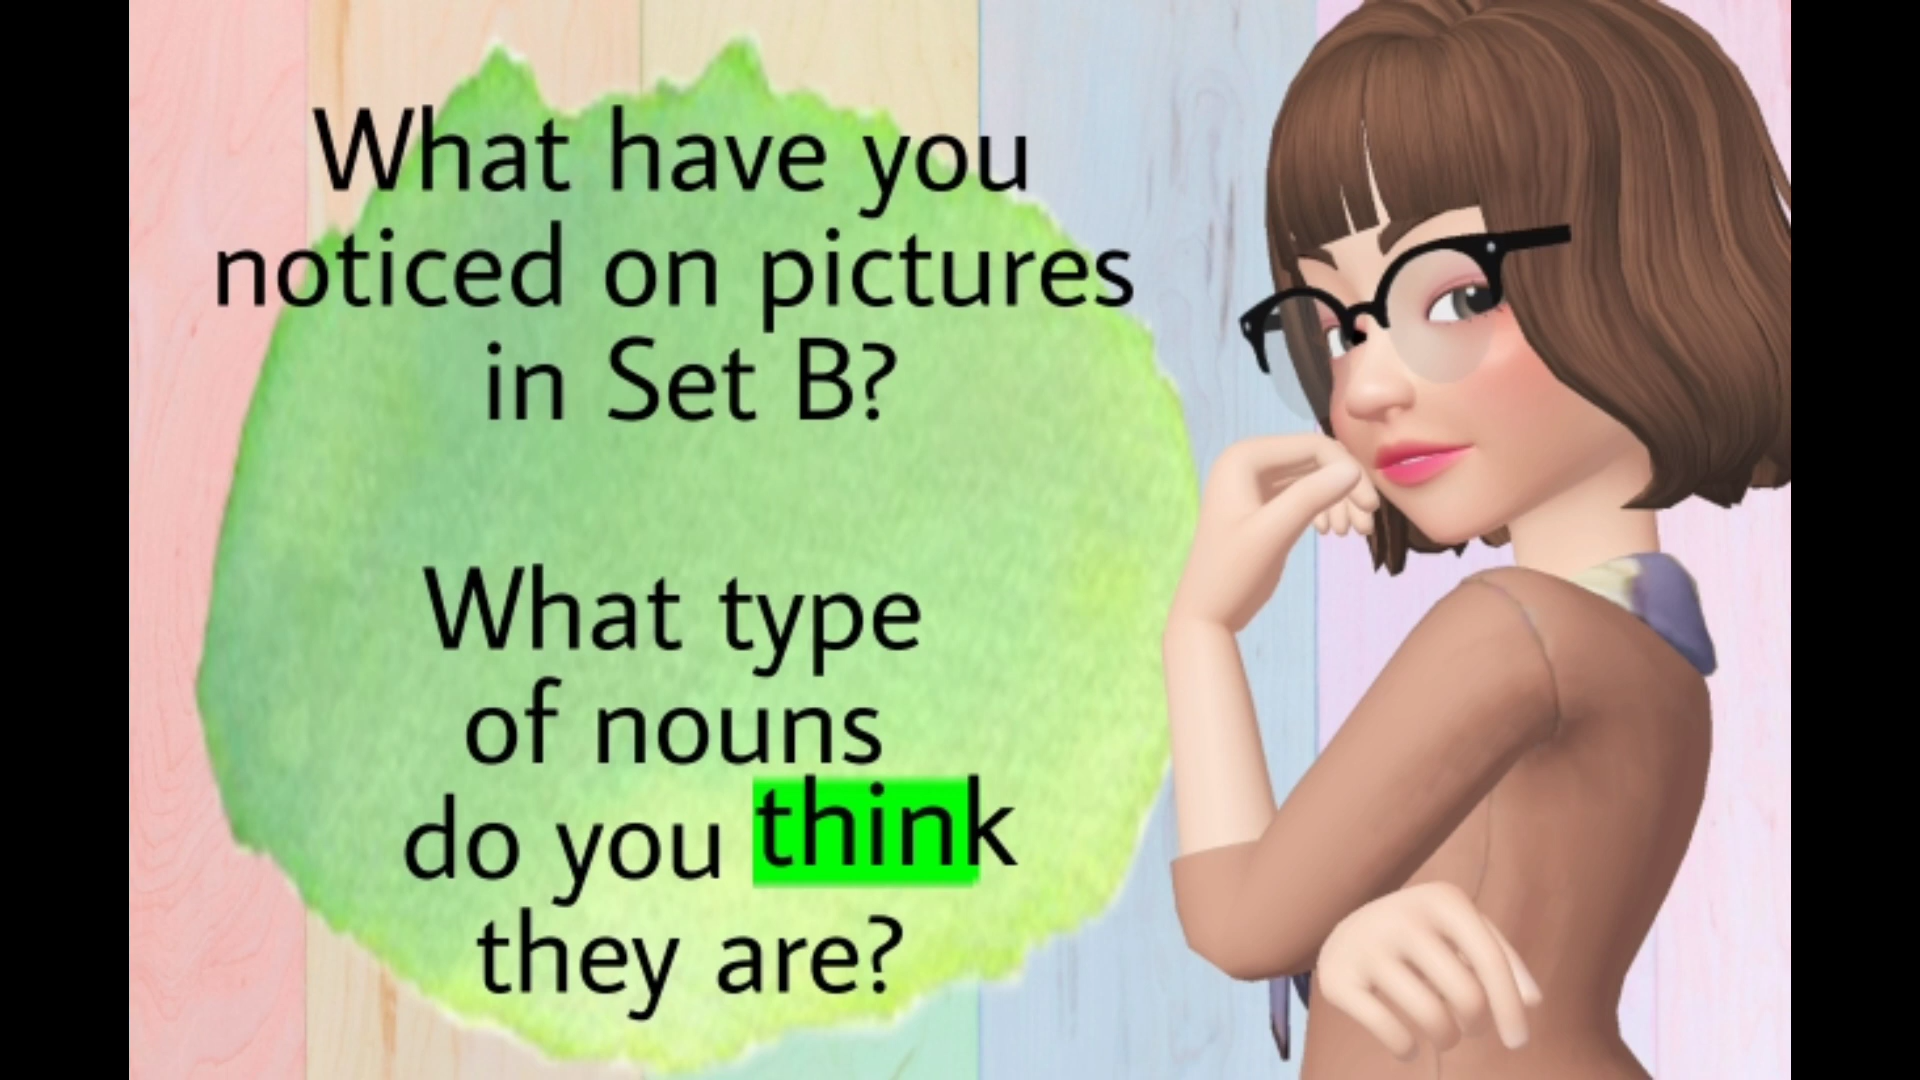 What have you
noticed on pictures
in Set B?
What type
of nouns
do you think
they are?